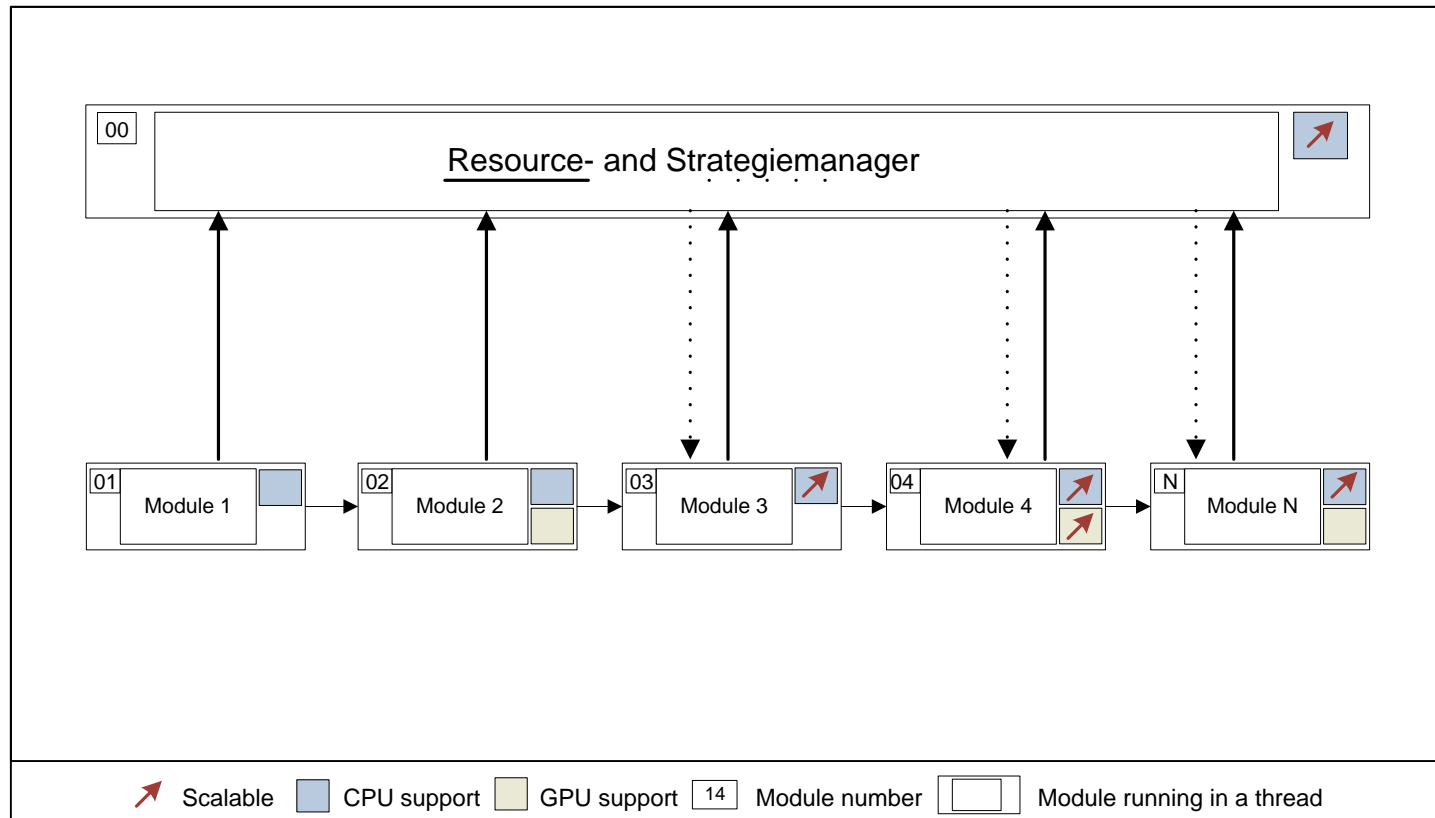 00
Resource- and Strategiemanager
01
Module 1
02
Module 2
03
Module 3
04
Module 4
N
Module N
Scalable
CPU support
GPU support
14
Module number
Module running in a thread